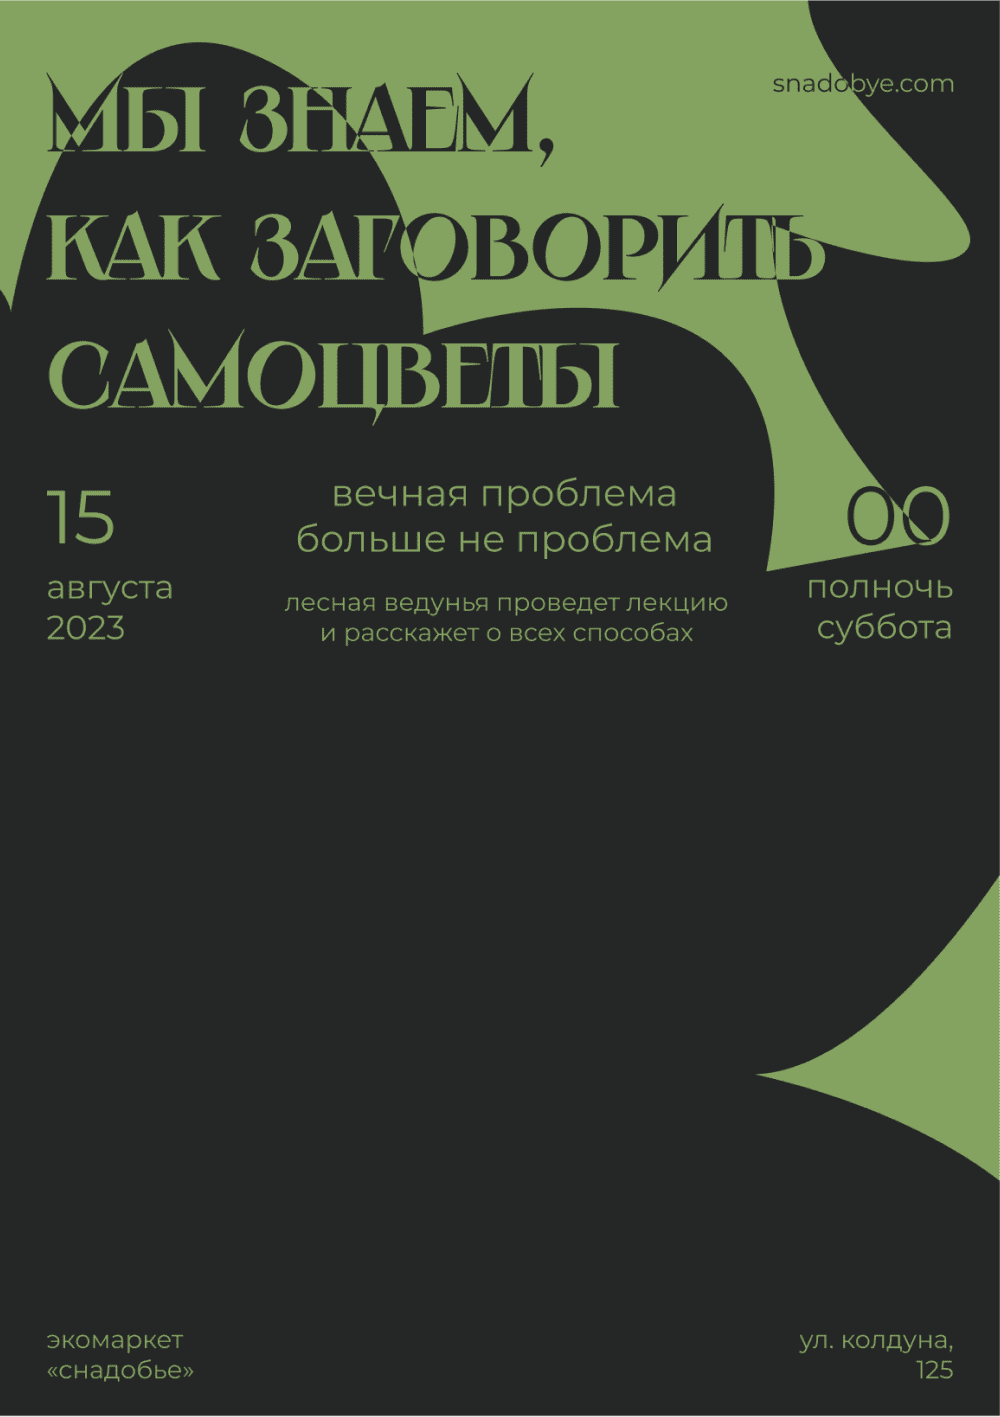 snadobye.com
МЫ ЗНАЕМ,
КАК ЗАГОВОРИТЬ
САМОЦВЕТЫ
15
августа
2023
вечная проблема
больше не проблема
лесная ведунья проведет лекцию
и расскажет о всех способах
00
полночь
суббота
экомаркет
«снадобье»
ул. колдуна,
125